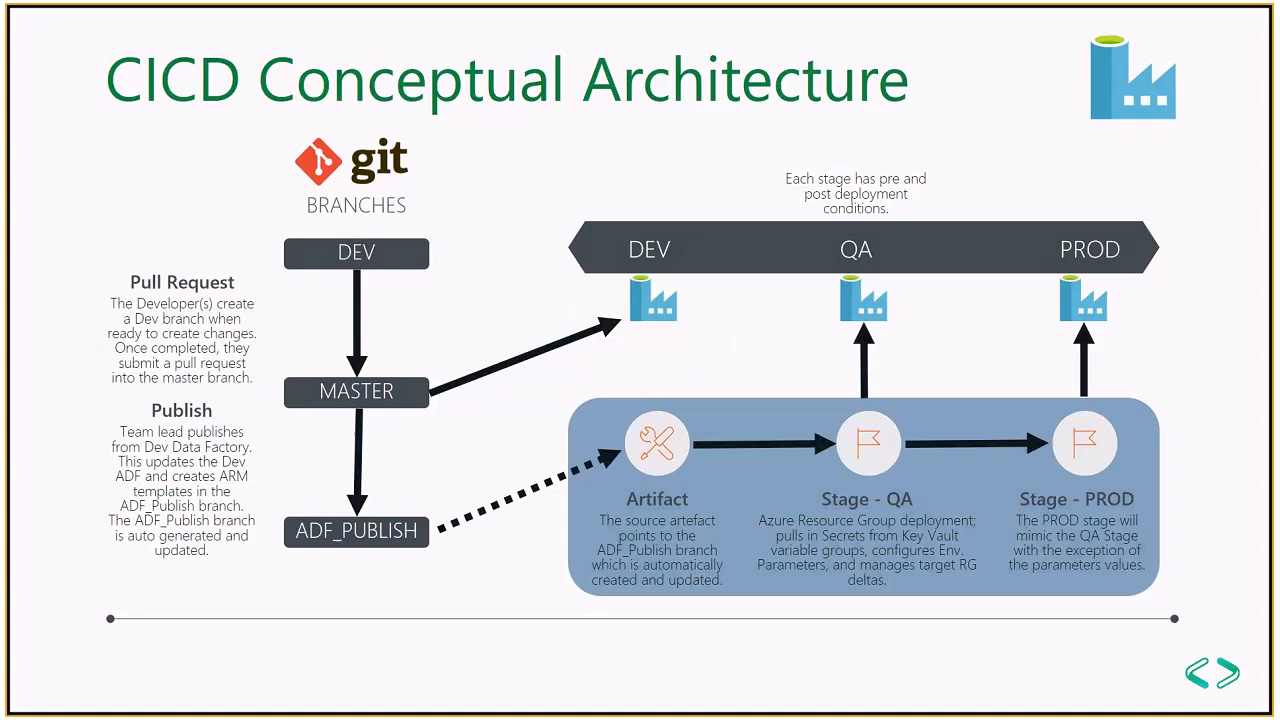 CICD Conceptual Architecture
git
BRANCHES
DEV
MASTER
ADF_PUBLISH
Pull Request
The Developer(s) create
a Dev branch when
ready to create changes.
Once completed, they
submit a pull request
into the master branch.
Publish
Team lead publishes
from Dev Data Factory.
This updates the Dev
ADF and creates ARM
templates in the
ADF_Publish branch.
The ADF_Publish branch
is auto generated and
updated.
Each stage has pre and
post deployment
conditions.
DEV
QA
PROD
Artifact
The source artefact
points to the
ADF_Publish branch
which is automatically
created and updated.
Stage - QA
Azure Resource Group deployment;
pulls in Secrets from Key Vault
variable groups, configures Env.
Parameters, and manages target RG
deltas.
Stage - PROD
The PROD stage will
mimic the QA Stage
with the exception of
the parameters values.